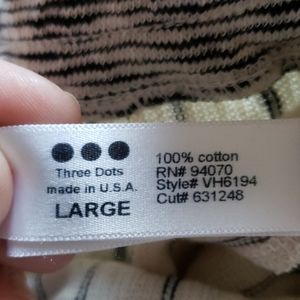 Three Dots
made in U.S.A.
LARGE
100% cotton
RN# 94070
Style# VH6194
Cut# 631248